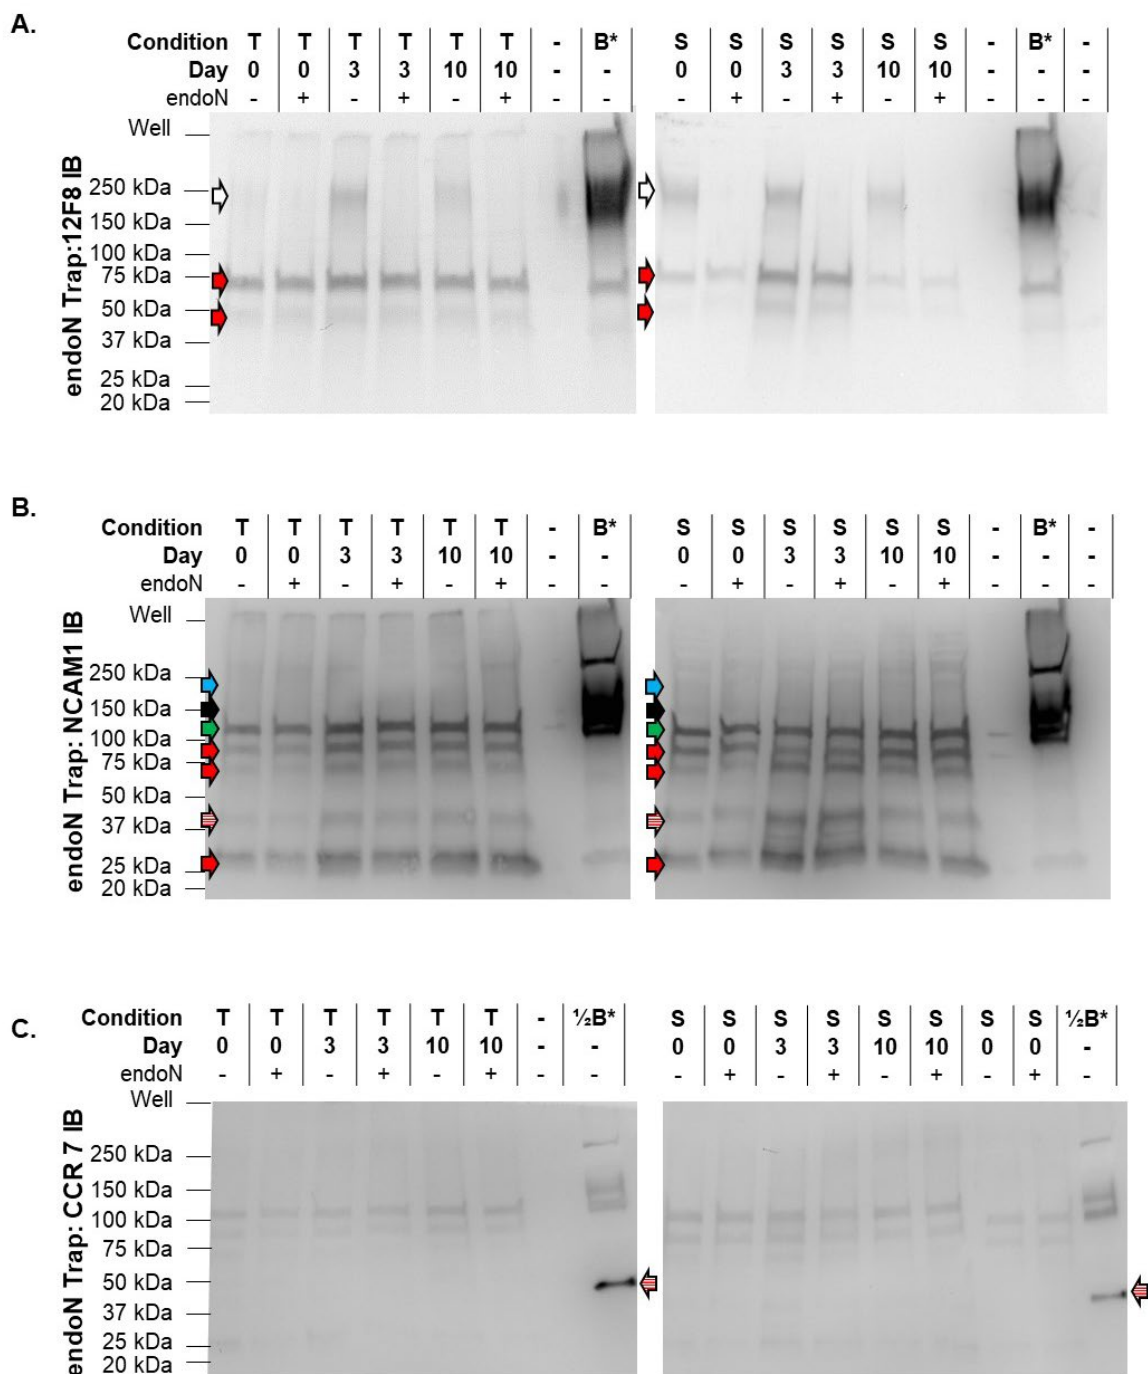 A.
Condition T T T T T T - B* S S S S S S - B* -
Day 0 0 3 3 10 10 - - 0 0 3 3 10 10 - - -
endoN - + - + - + - - - + - + - + - - -
endoN Trap:12F8 IB
Well
250 kDa
150 kDa
100 kDa
75 kDa
50 kDa
37 kDa
25 kDa
20 kDa
B.
Condition T T T T T T - B* S S S S S S - B* -
Day 0 0 3 3 10 10 - - 0 0 3 3 10 10 - - -
endoN - + - + - + - - - + - + - + - - -
endoN Trap: NCAM1 IB
Well
250 kDa
150 kDa
100 kDa
75 kDa
50 kDa
37 kDa
25 kDa
20 kDa
C.
Condition T T T T T T - ½B* S S S S S S S S ½B*
Day 0 0 3 3 10 10 - - 0 0 3 3 10 10 0 0 -
endoN - + - + - + - - - + - + - + - + -
endoN Trap: CCR 7 IB
Well
250 kDa
150 kDa
100 kDa
75 kDa
50 kDa
37 kDa
25 kDa
20 kDa